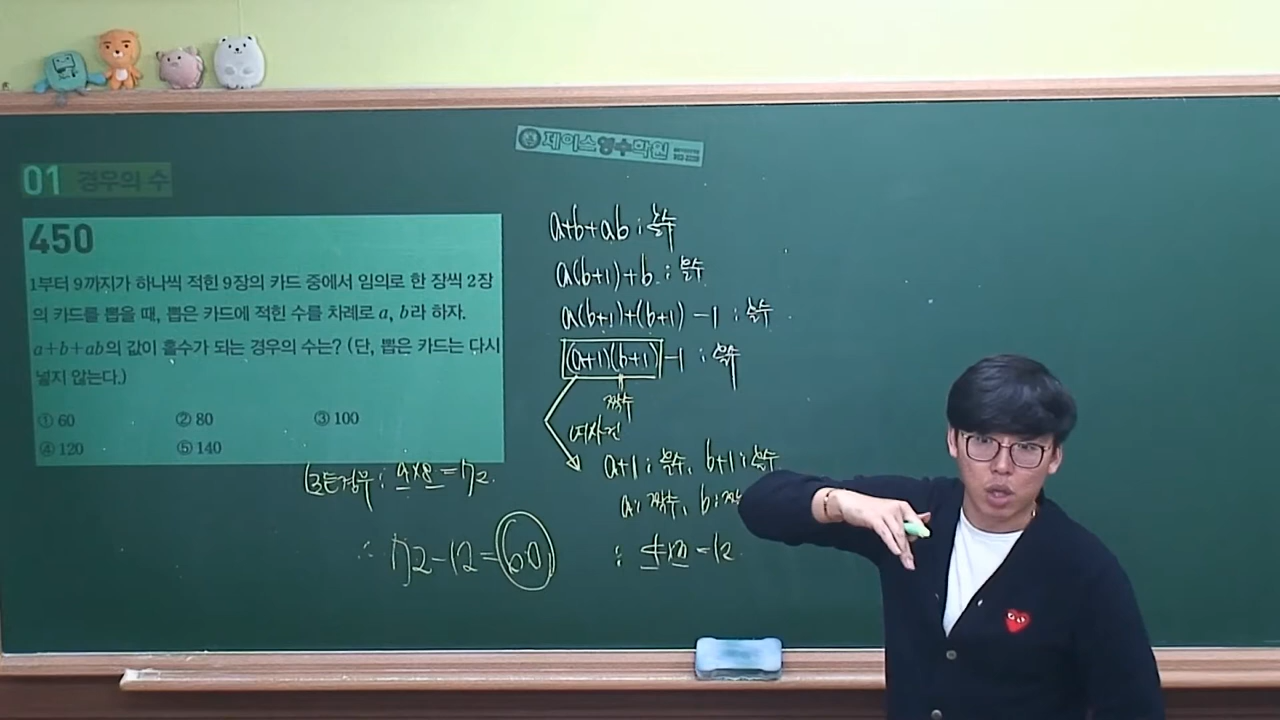 제이스영수학원
01 경우의 수
450
1부터 9까지가 하나씩 적힌 9장의 카드 중에서 임의로 한 장씩 2장
의 카드를 뽑을 때, 뽑은 카드에 적힌 수를 차례로 a, b라 하자.
a+b+ab의 값이 홀수가 되는 경우의 수는? (단, 뽑은 카드는 다시
넣지 않는다.)
① 60 ② 80 ③ 100
④ 120 ⑤ 140
a+b+ab : 홀수
a(b+1)+b : 홀수
a(b+1)+(b+1)-1 : 홀수
(a+1)(b+1)-1 : 홀수
짝수
여사건
a+1 : 홀수, b+1 : 홀수
a : 짝수, b : 짝
: 4×3=12
모든경우 : 9×8=72.
∴ 72-12=60